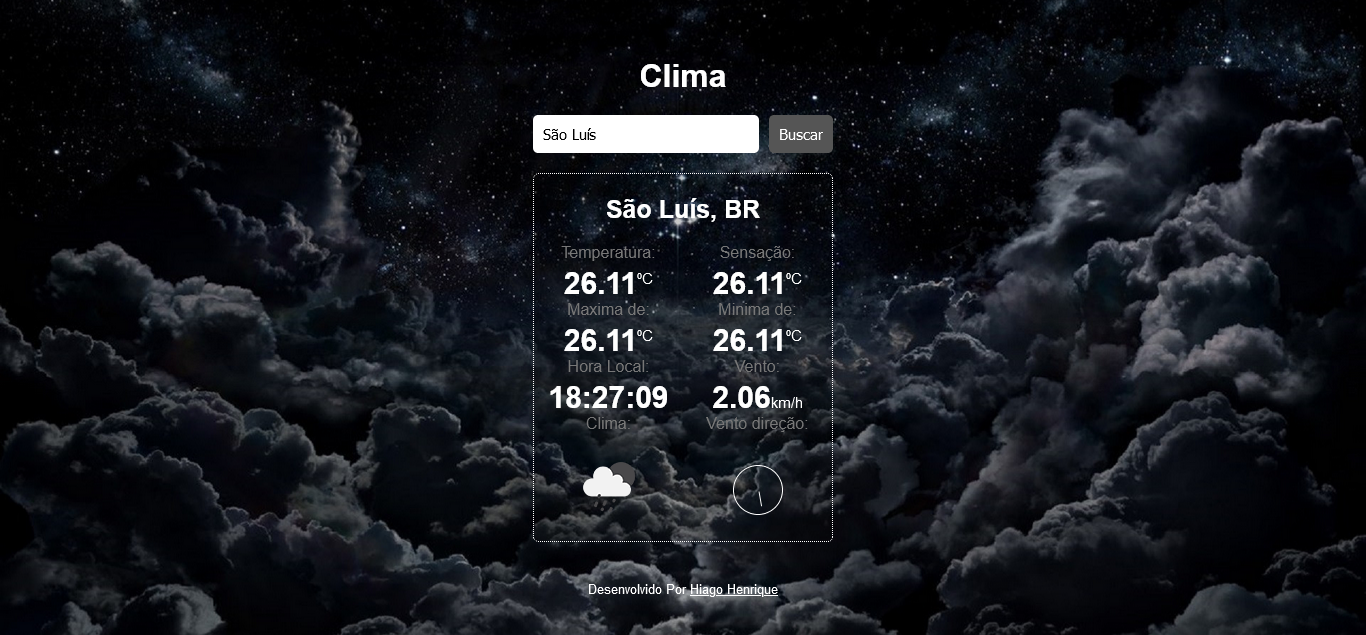 Clima
São Luís Buscar
São Luís, BR
Temperatura: Sensação:
26.11°C 26.11°C
Maxima de: Minima de:
26.11°C 26.11°C
Hora Local: Vento:
18:27:09 2.06km/h
Clima: Vento direção:
Desenvolvido Por Hiago Henrique